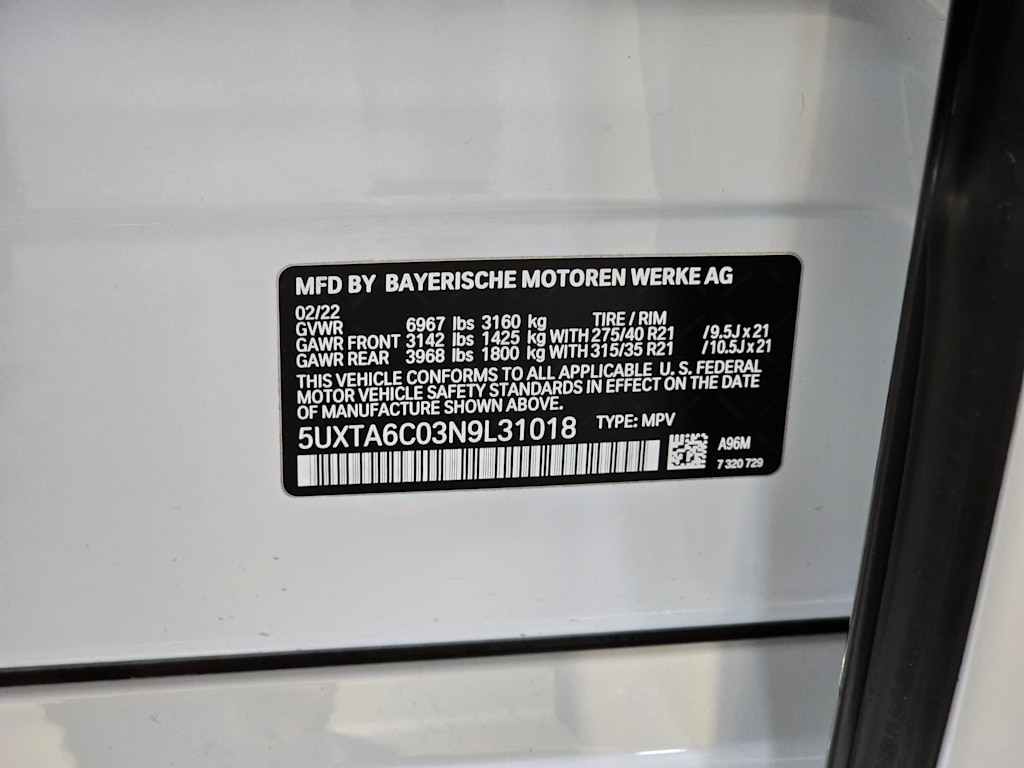 MFD BY BAYERISCHE MOTOREN WERKE AG
02/22 TIRE / RIM
GVWR 6967 lbs 3160 kg
GAWR FRONT 3142 lbs 1425 kg WITH 275/40 R21 /9.5J x 21
GAWR REAR 3968 lbs 1800 kg WITH 315/35 R21 /10.5J x 21
THIS VEHICLE CONFORMS TO ALL APPLICABLE U. S. FEDERAL
MOTOR VEHICLE SAFETY STANDARDS IN EFFECT ON THE DATE
OF MANUFACTURE SHOWN ABOVE.
5UXTA6C03N9L31018 TYPE: MPV
A96M
7 320 729